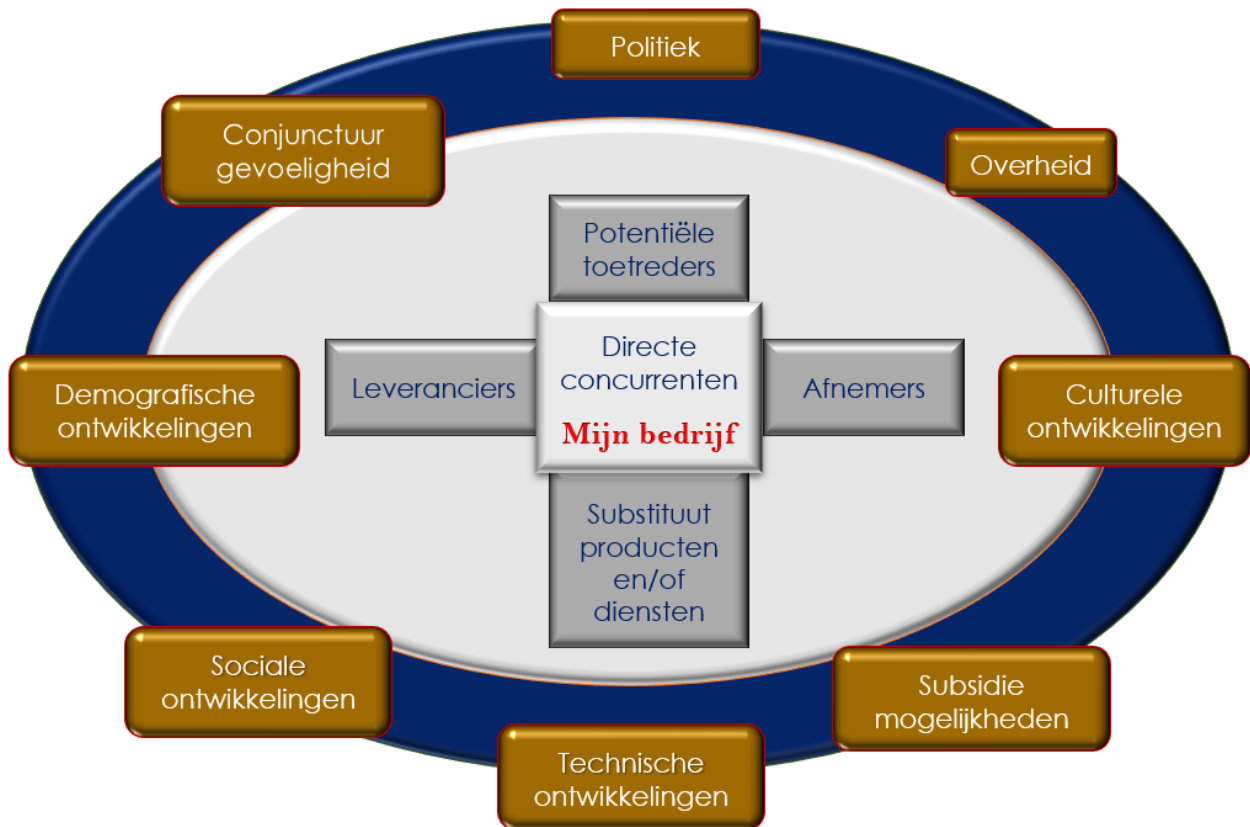 Politiek
Conjunctuur
gevoeligheid
Overheid
Potentiële
toetreders
Directe
concurrenten
Mijn bedrijf
Leveranciers
Afnemers
Demografische
ontwikkelingen
Culturele
ontwikkelingen
Substituut
producten
en/of
diensten
Sociale
ontwikkelingen
Subsidie
mogelijkheden
Technische
ontwikkelingen